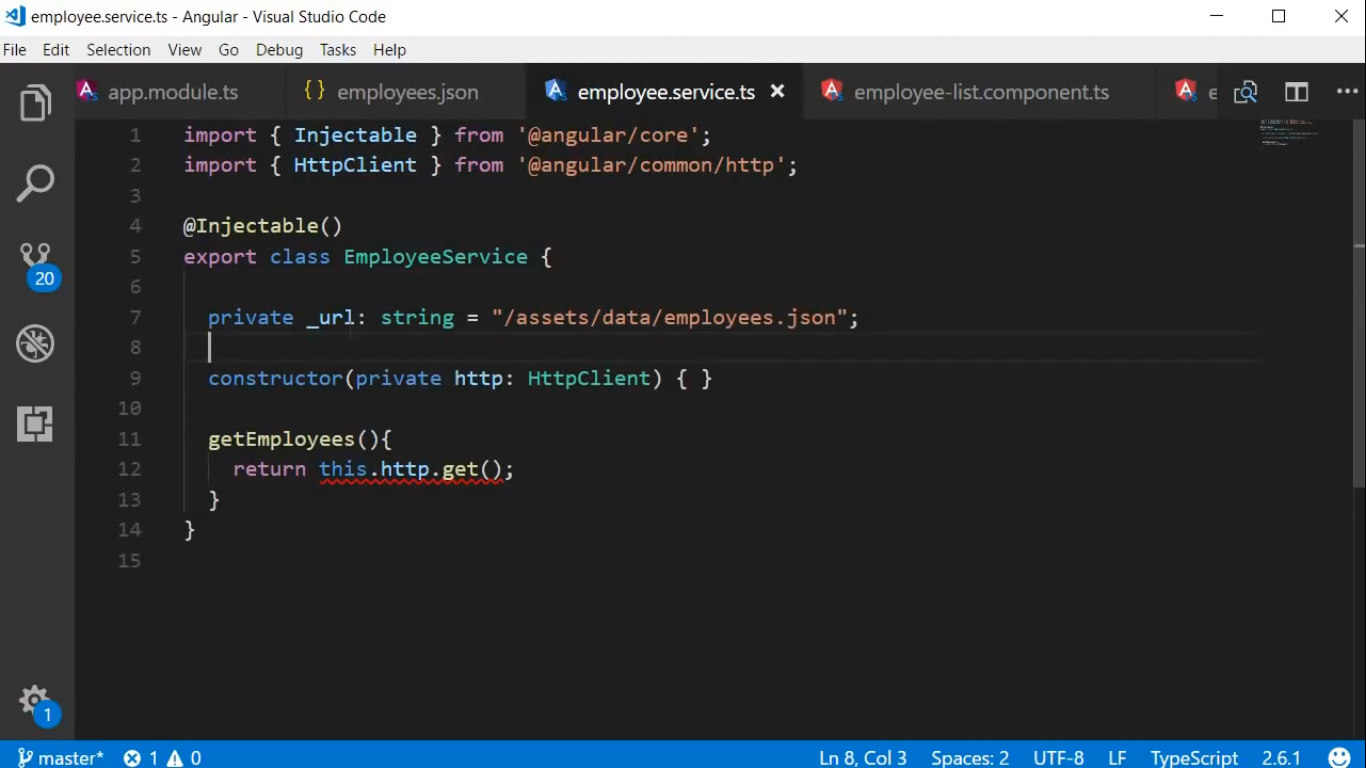 employee.service.ts - Angular - Visual Studio Code
File Edit Selection View Go Debug Tasks Help
app.module.ts { } employees.json employee.service.ts employee-list.component.ts e
1 import { Injectable } from '@angular/core';
2 import { HttpClient } from '@angular/common/http';
3
4 @Injectable()
5 export class EmployeeService {
6
7 private _url: string = "/assets/data/employees.json";
8
9 constructor(private http: HttpClient) { }
10
11 getEmployees(){
12 return this.http.get();
13 }
14 }
15
20
1
master* 1 0 Ln 8, Col 3 Spaces: 2 UTF-8 LF TypeScript 2.6.1